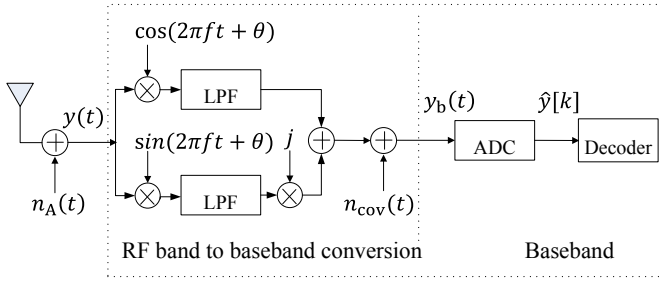 cos(2πft + θ)
LPF
y(t)
y_b(t)
ŷ[k]
sin(2πft + θ)
j
ADC
Decoder
LPF
n_A(t)
n_cov(t)
RF band to baseband conversion
Baseband